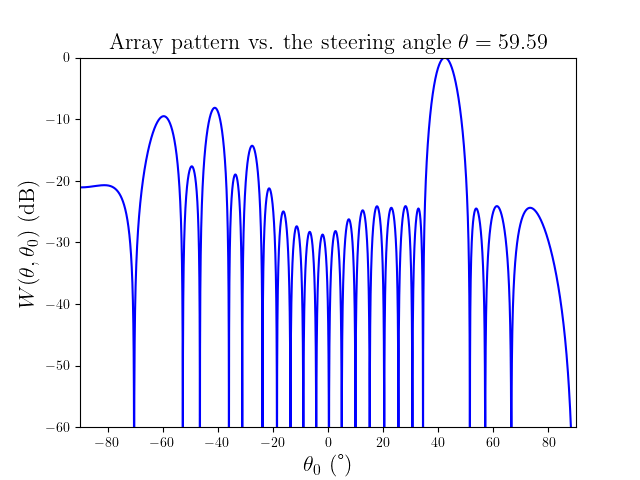 Array pattern vs. the steering angle θ = 59.59
0
−10
−20
−30
−40
−50
−60
W(θ, θ₀) (dB)
−80 −60 −40 −20 0 20 40 60 80
θ₀ (°)